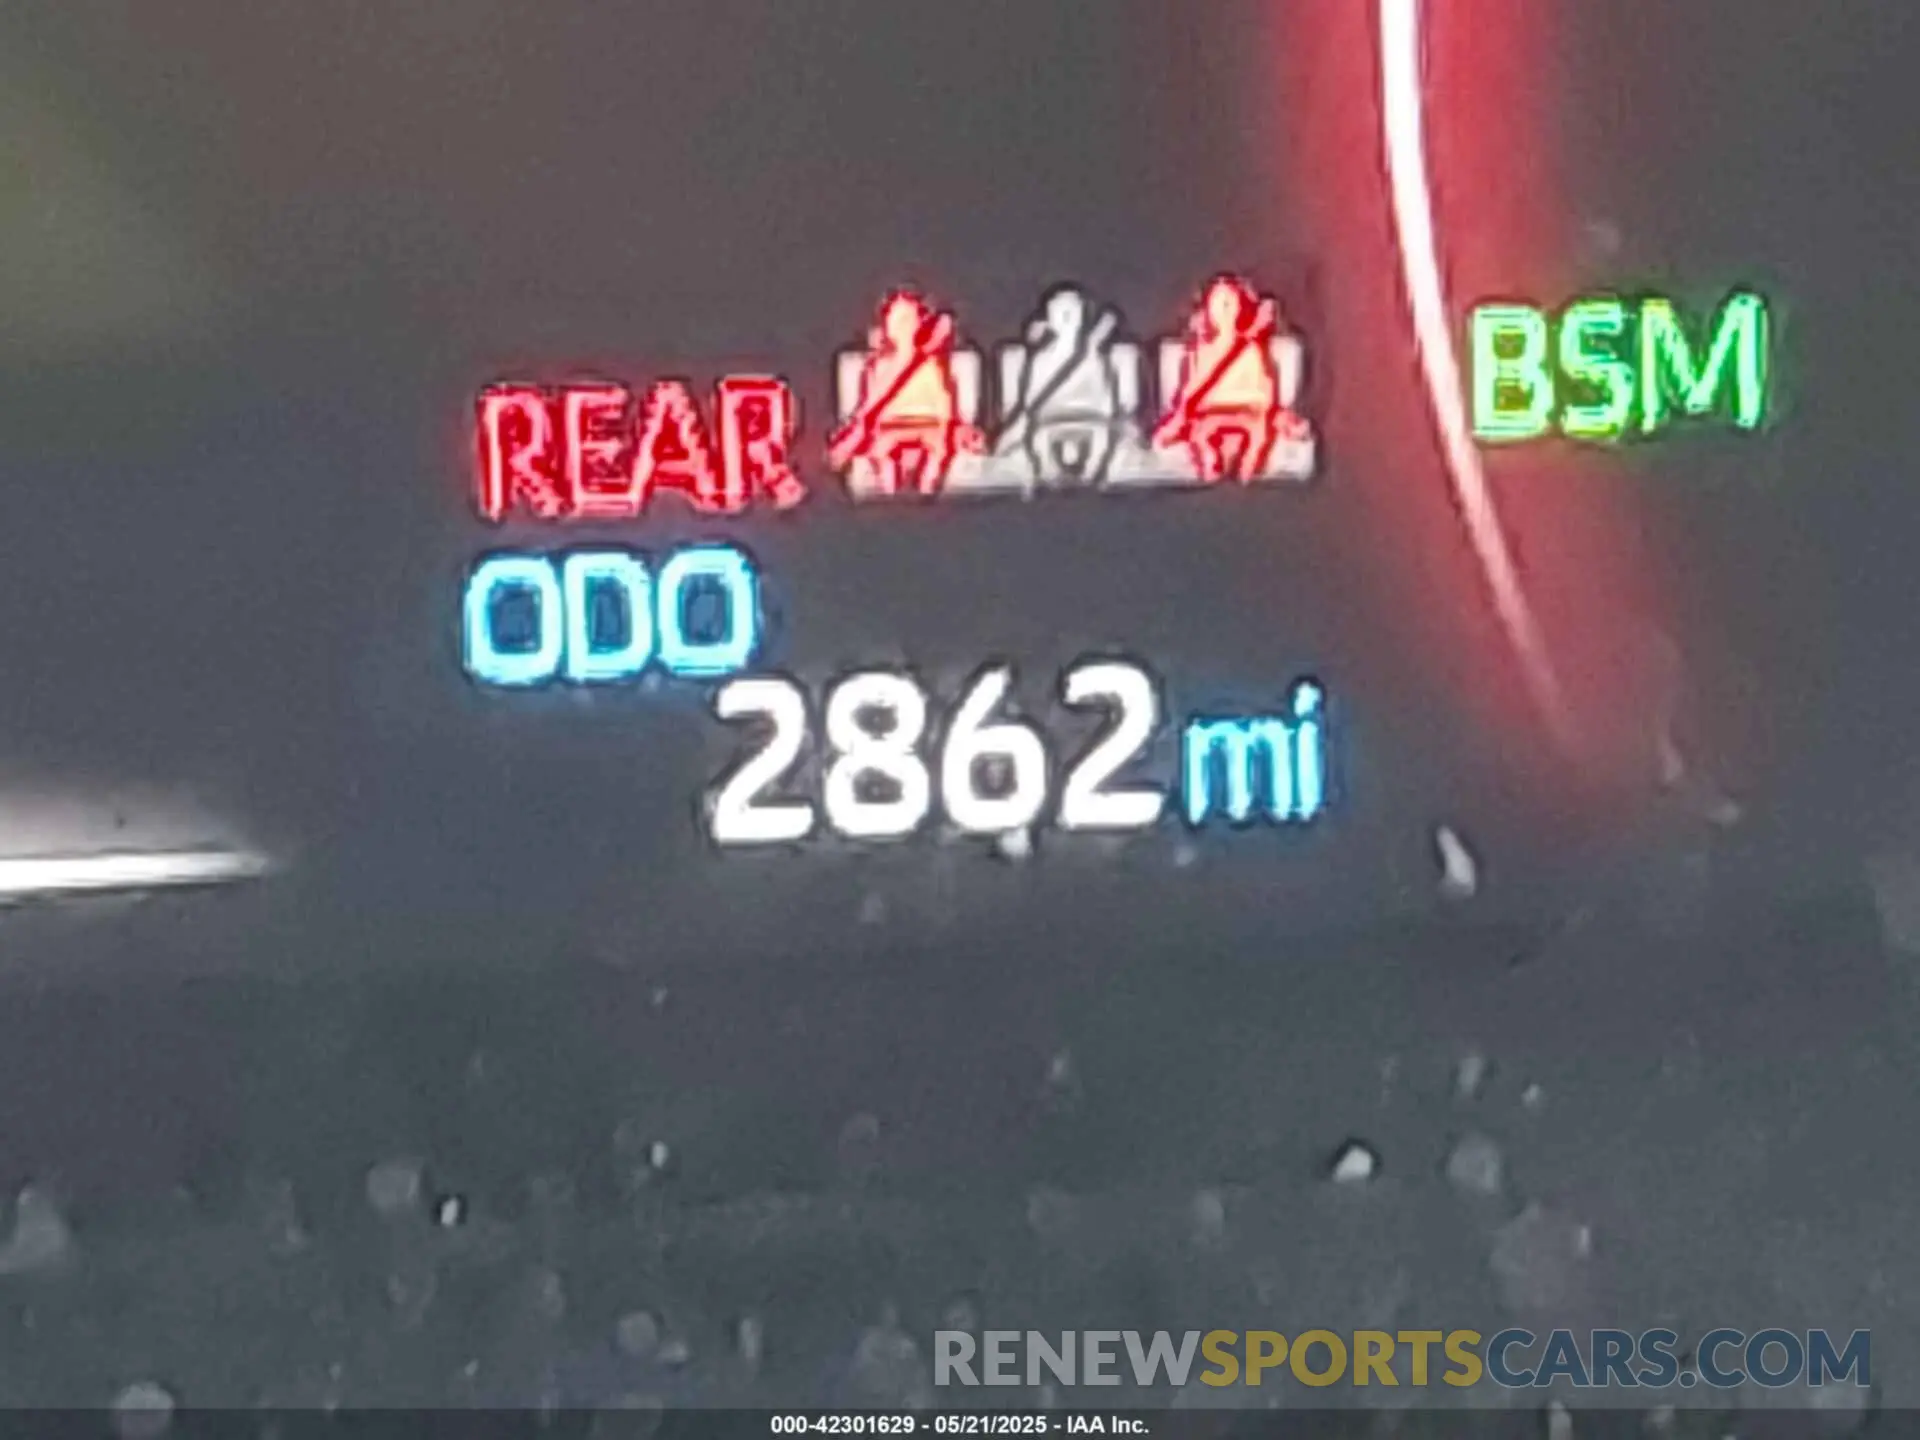 REAR BSM
ODO
2862 mi
RENEWSPORTSCARS.COM
000-42301629 - 05/21/2025 - IAA Inc.